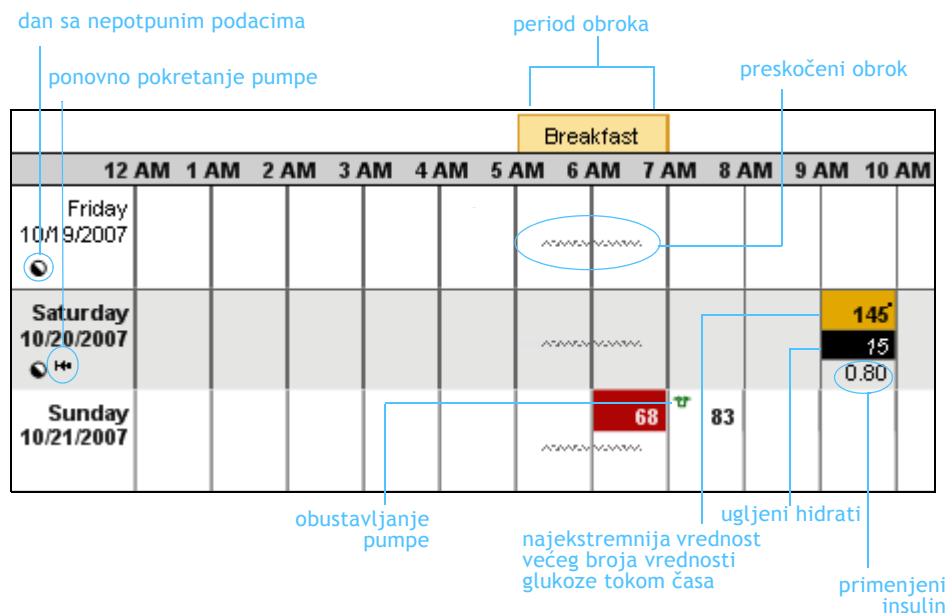 dan sa nepotpunim podacima
period obroka
ponovno pokretanje pumpe
preskočeni obrok
Breakfast
12 AM 1 AM 2 AM 3 AM 4 AM 5 AM 6 AM 7 AM 8 AM 9 AM 10 AM
Friday
10/19/2007
Saturday
10/20/2007
145
15
0.80
Sunday
10/21/2007
68
83
obustavljanje
pumpe
najekstremnija vrednost
većeg broja vrednosti
glukoze tokom časa
ugljeni hidrati
primenjeni
insulin